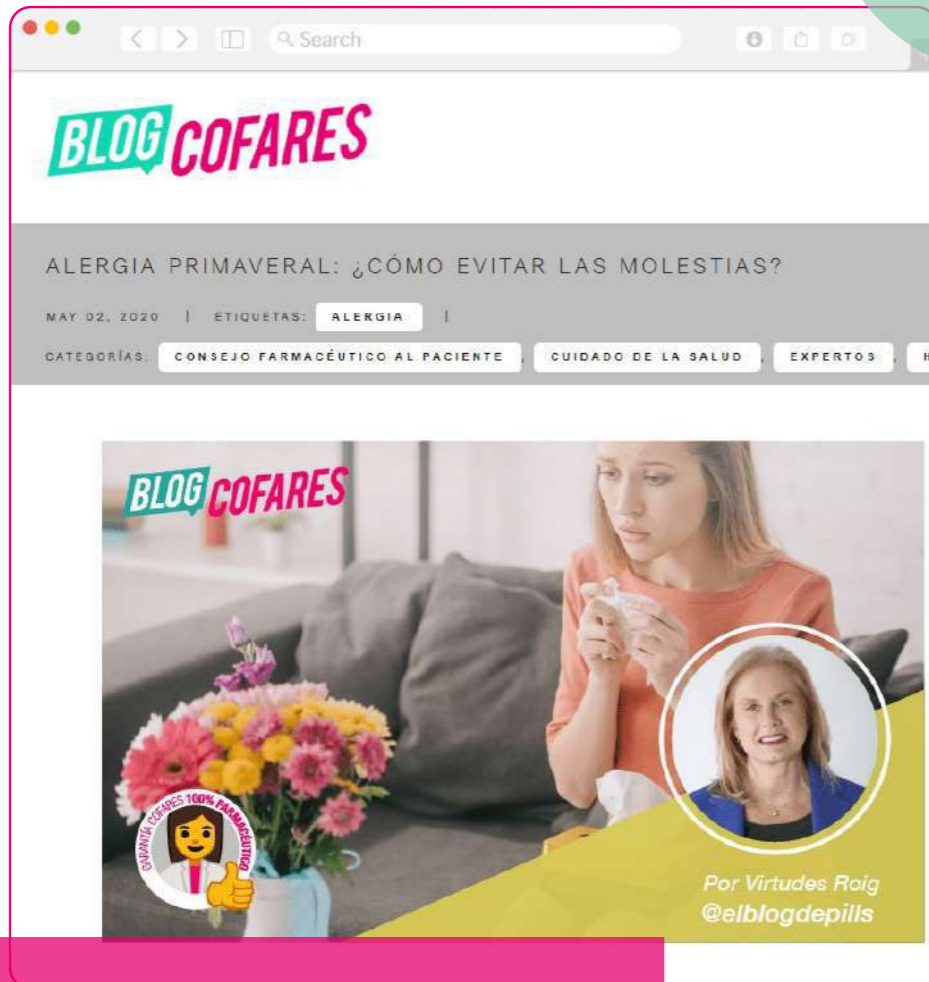 Search
BLOG COFARES
ALERGIA PRIMAVERAL: ¿CÓMO EVITAR LAS MOLESTIAS?
MAY 02, 2020 | ETIQUETAS: ALERGIA |
CATEGORÍAS: CONSEJO FARMACÉUTICO AL PACIENTE , CUIDADO DE LA SALUD , EXPERTOS , H
BLOG COFARES
GARANTÍA COFARES 100% FARMACÉUTICO
Por Virtudes Roig
@elblogdepills